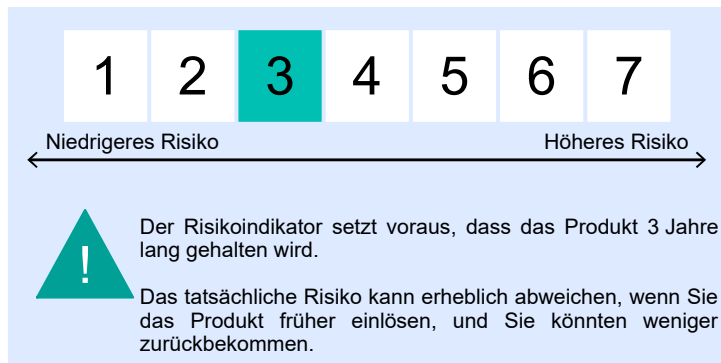 1 2 3 4 5 6 7
Niedrigeres Risiko Höheres Risiko
! Der Risikoindikator setzt voraus, dass das Produkt 3 Jahre
lang gehalten wird.
Das tatsächliche Risiko kann erheblich abweichen, wenn Sie
das Produkt früher einlösen, und Sie könnten weniger
zurückbekommen.